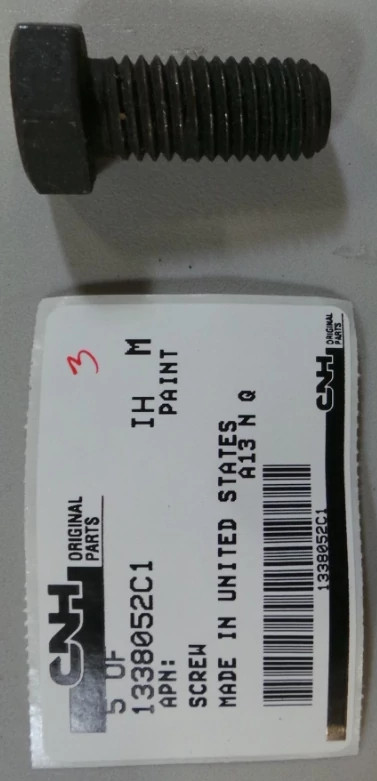 CNH ORIGINAL PARTS
3
5 OF
1338052C1 IH M
APN: PAINT
SCREW
MADE IN UNITED STATES
A13 N Q
1338052C1
CNH ORIGINAL PARTS